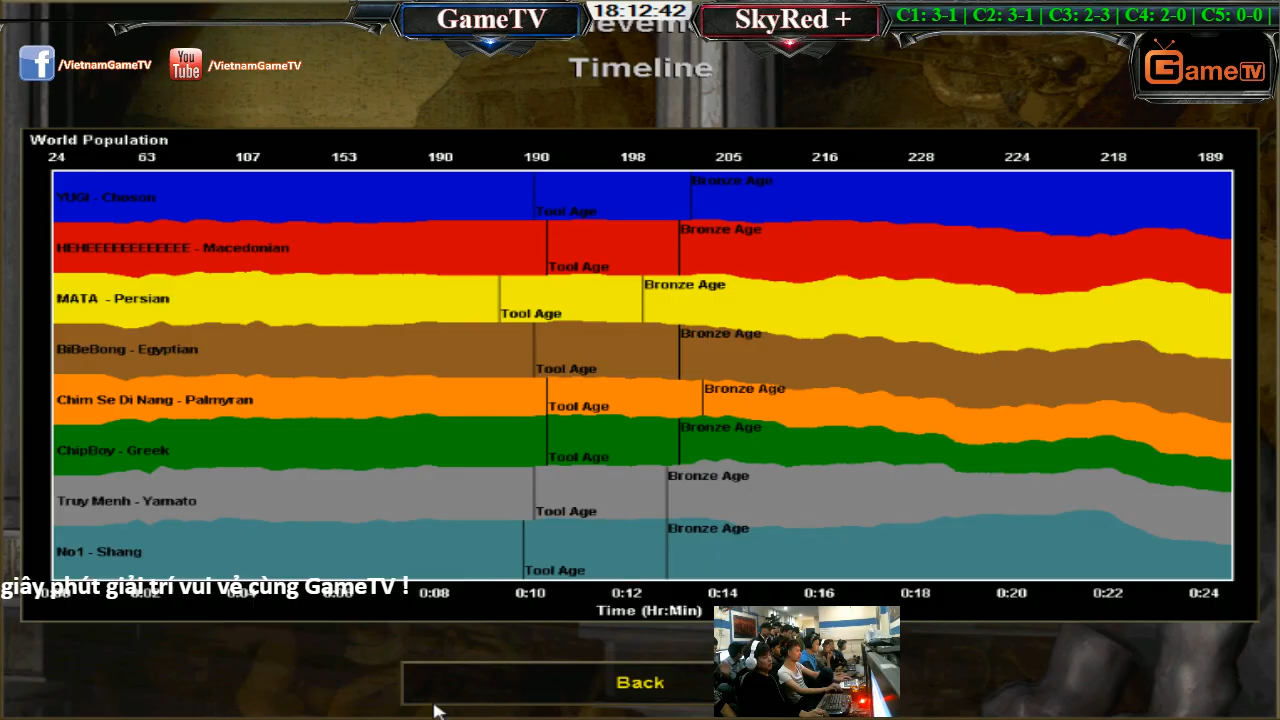 GameTV
18:12:42
SkyRed +
C1: 3-1 | C2: 3-1 | C3: 2-3 | C4: 2-0 | C5: 0-0
/VietnamGameTV
You Tube
/VietnamGameTV
Timeline
GameTV
World Population
24 63 107 153 190 190 198 205 216 228 224 218 189
YUGI - Choson
Tool Age
Bronze Age
HEHEEEEEEEEEEEE - Macedonian
Tool Age
Bronze Age
MATA - Persian
Tool Age
Bronze Age
BiBeBong - Egyptian
Tool Age
Bronze Age
Chim Se Di Nang - Palmyran
Tool Age
Bronze Age
ChipBoy - Greek
Tool Age
Bronze Age
Truy Menh - Yamato
Tool Age
Bronze Age
No1 - Shang
Tool Age
Bronze Age
giây phút giải trí vui vẻ cùng GameTV !
0:08 0:10 0:12 0:14 0:16 0:18 0:20 0:22 0:24
Time (Hr:Min)
Back